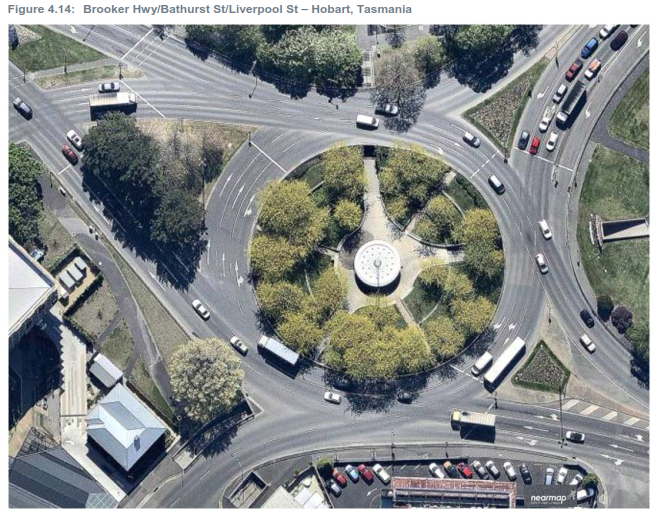 Figure 4.14: Brooker Hwy/Bathurst St/Liverpool St – Hobart, Tasmania
nearmap